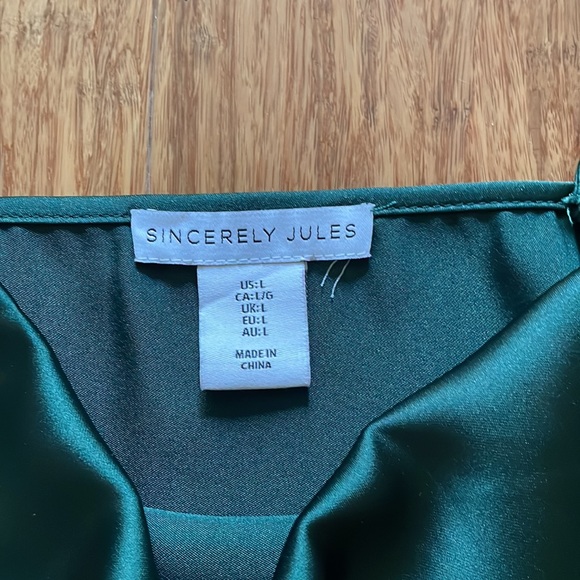 SINCERELY JULES
US:L
CA:L/G
UK:L
EU:L
AU:L
MADE IN
CHINA